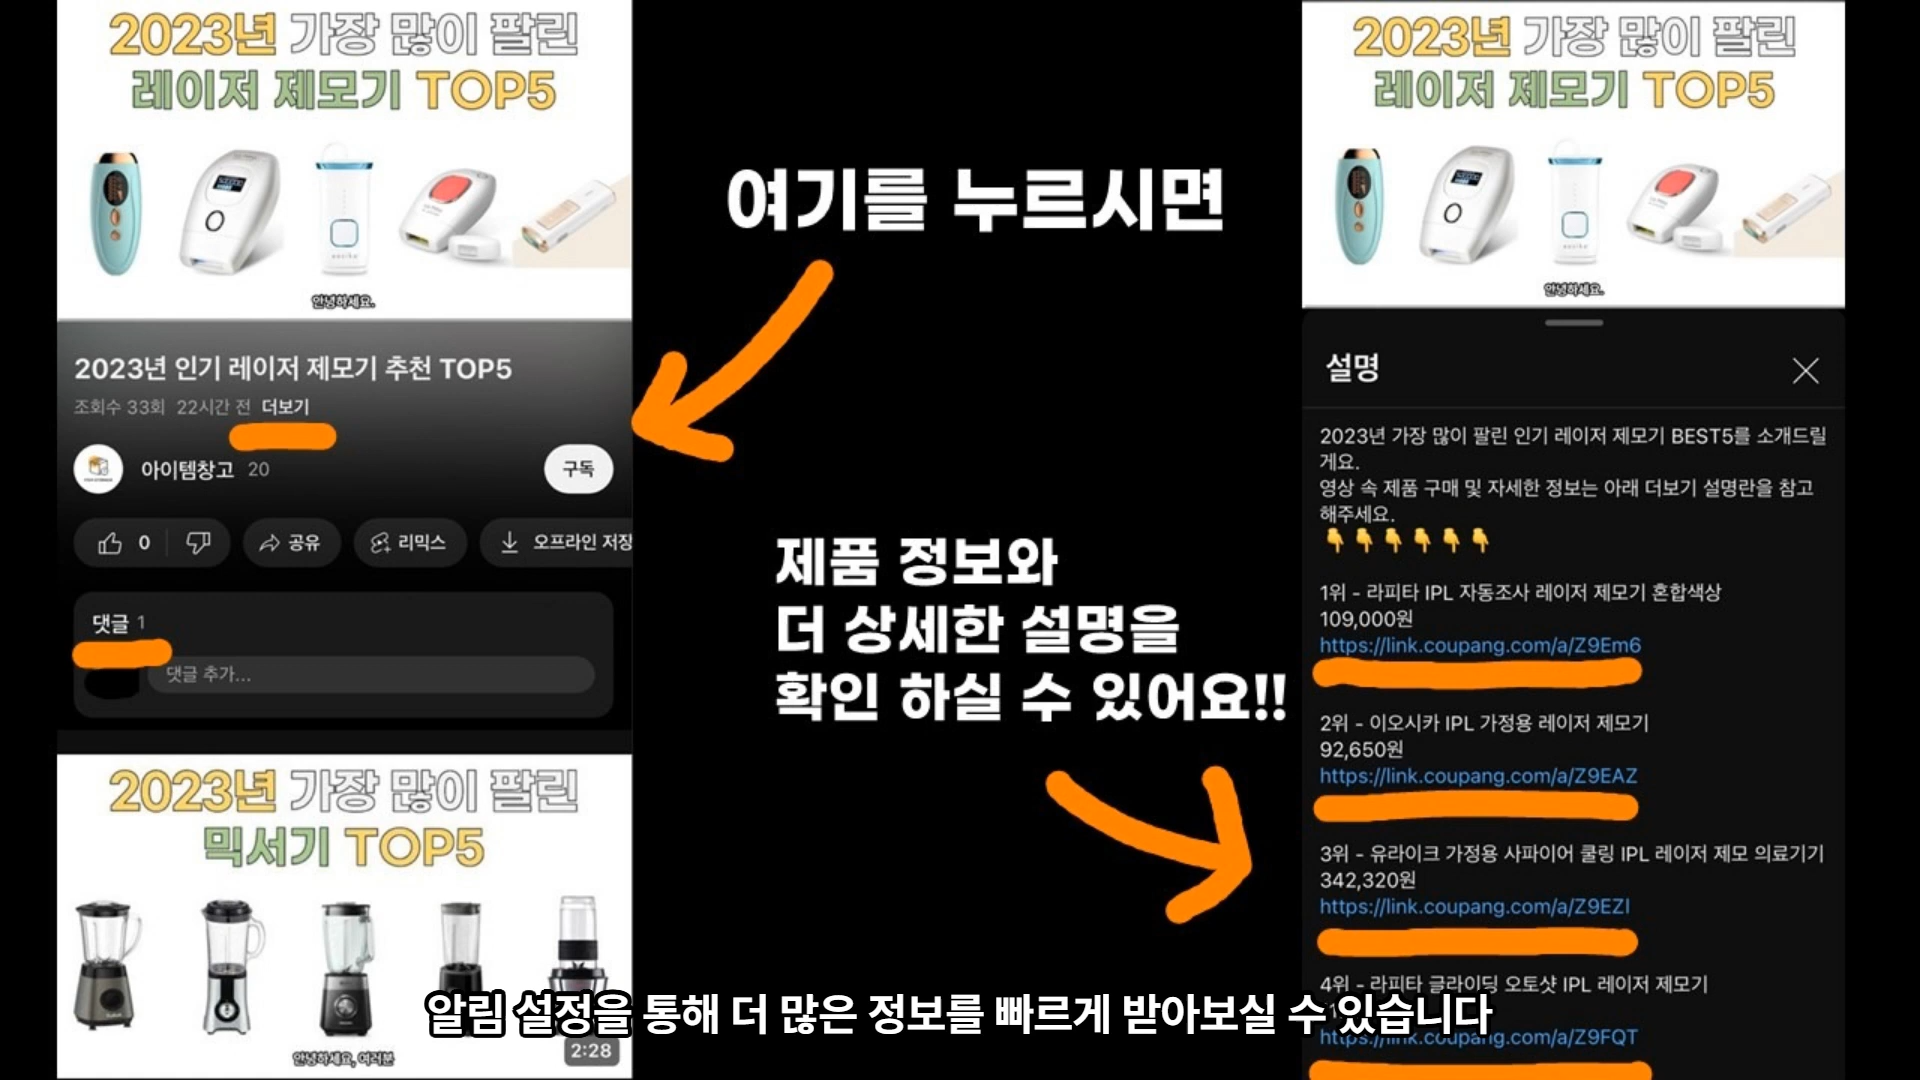 2023년 가장 많이 팔린
레이저 제모기 TOP5
안녕하세요.
2023년 인기 레이저 제모기 추천 TOP5
조회수 33회 22시간 전 더보기
아이템창고 20
구독
0
공유
리믹스
오프라인 저장
댓글 1
댓글 추가...
2023년 가장 많이 팔린
믹서기 TOP5
안녕하세요, 여러분
2:28
여기를 누르시면
제품 정보와
더 상세한 설명을
확인 하실 수 있어요!!
2023년 가장 많이 팔린
레이저 제모기 TOP5
안녕하세요.
설명
2023년 가장 많이 팔린 인기 레이저 제모기 BEST5를 소개드릴
게요.
영상 속 제품 구매 및 자세한 정보는 아래 더보기 설명란을 참고
해주세요.
👇👇👇👇👇👇
1위 - 라피타 IPL 자동조사 레이저 제모기 혼합색상
109,000원
https://link.coupang.com/a/Z9Em6
2위 - 이오시카 IPL 가정용 레이저 제모기
92,650원
https://link.coupang.com/a/Z9EAZ
3위 - 유라이크 가정용 사파이어 쿨링 IPL 레이저 제모 의료기기
342,320원
https://link.coupang.com/a/Z9EZI
4위 - 라피타 글라이딩 오토샷 IPL 레이저 제모기
https://link.coupang.com/a/Z9FQT
알림 설정을 통해 더 많은 정보를 빠르게 받아보실 수 있습니다